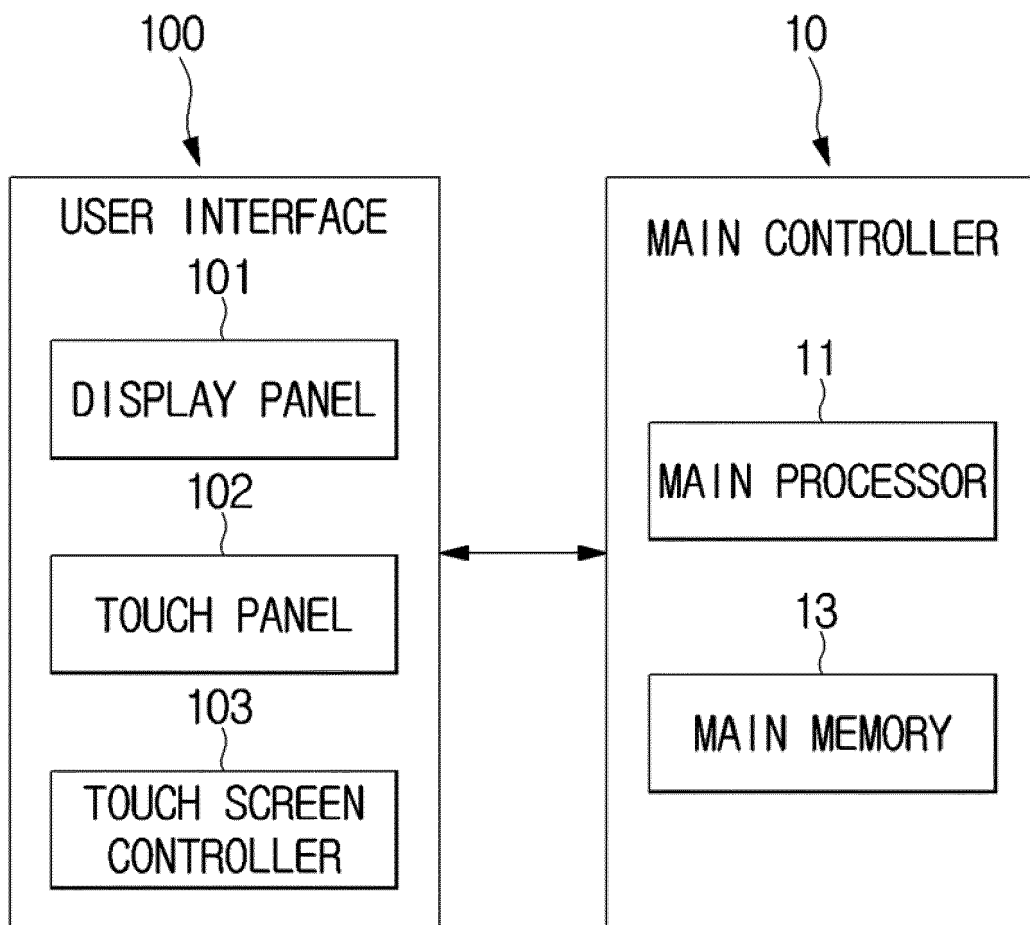 100
USER INTERFACE
101
DISPLAY PANEL
102
TOUCH PANEL
103
TOUCH SCREEN
CONTROLLER
10
MAIN CONTROLLER
11
MAIN PROCESSOR
13
MAIN MEMORY